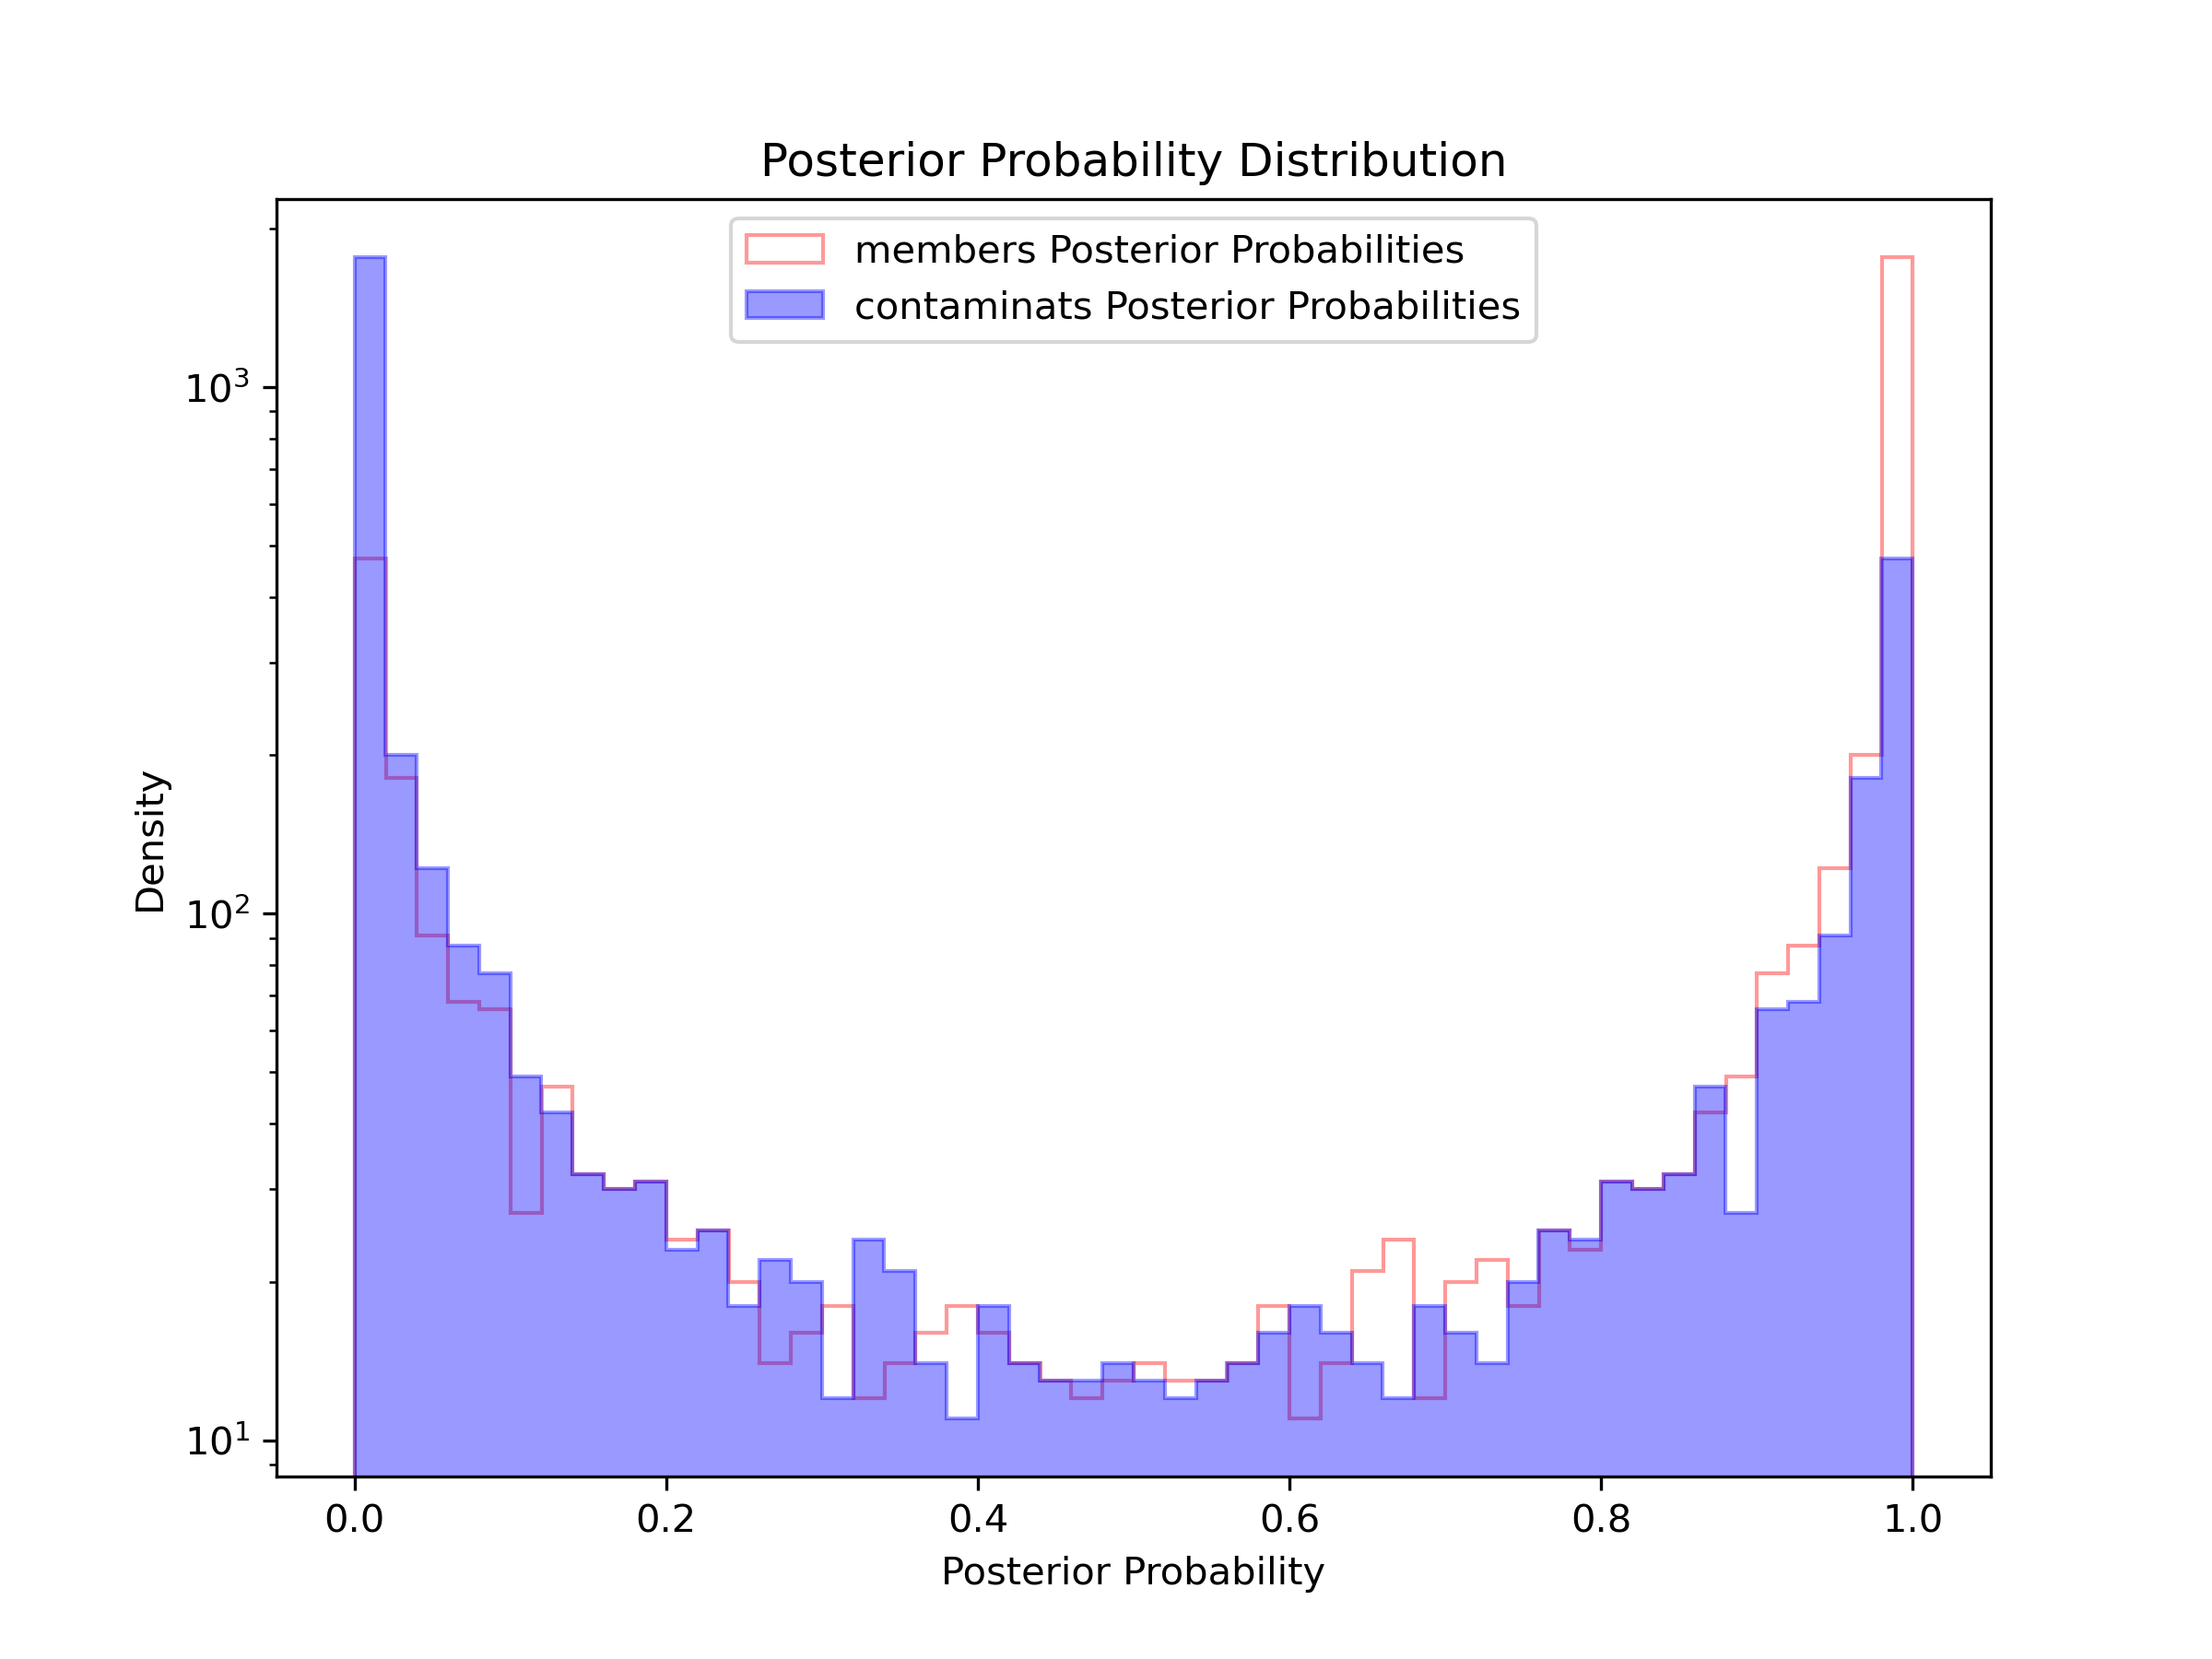 Posterior Probability Distribution
members Posterior Probabilities
contaminats Posterior Probabilities
Density
10³
10²
10¹
0.0 0.2 0.4 0.6 0.8 1.0
Posterior Probability